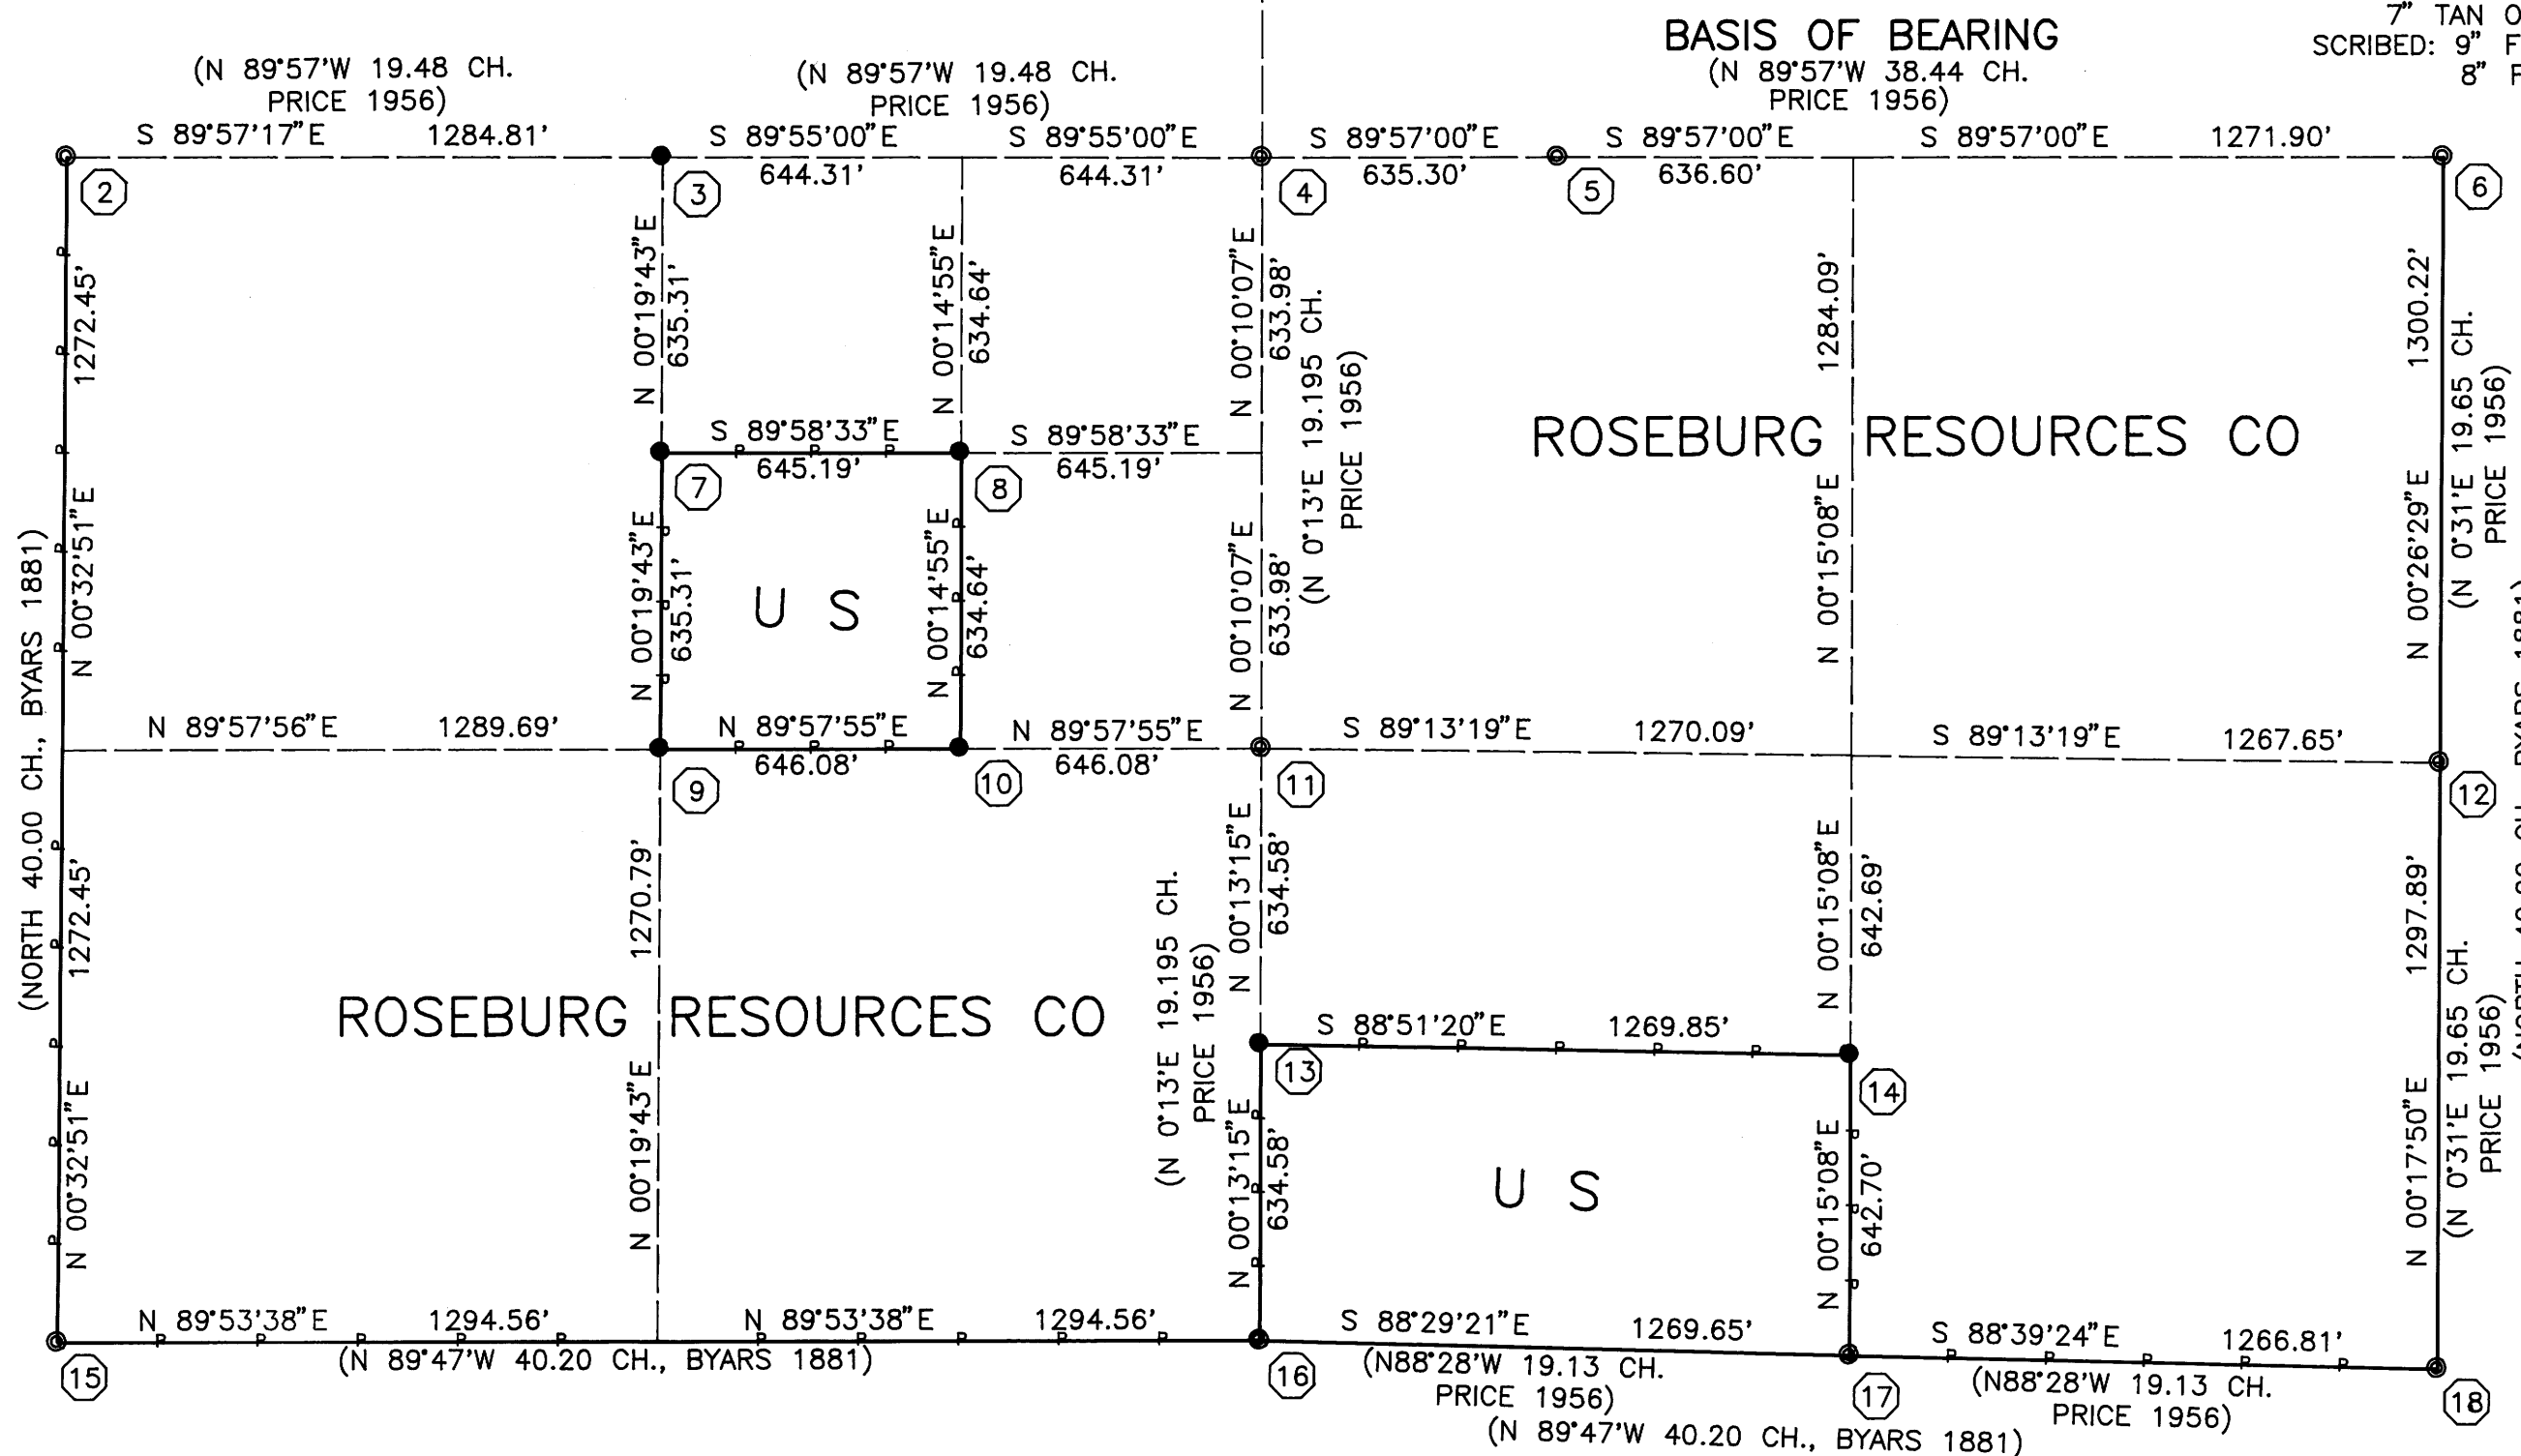 BASIS OF BEARING
(N 89°57'W 38.44 CH.
PRICE 1956)
7" TAN
SCRIBED: 9"
8"
(N 89°57'W 19.48 CH.
PRICE 1956)
(N 89°57'W 19.48 CH.
PRICE 1956)
S 89°57'17"E 1284.81'
S 89°55'00"E
644.31'
S 89°55'00"E
644.31'
S 89°57'00"E
635.30'
S 89°57'00"E
636.60'
S 89°57'00"E 1271.90'
2
3
4
5
6
1272.45'
N 00°32'51"E
(NORTH 40.00 CH., BYARS 1881)
N 00°19'43"E
635.31'
N 00°14'55"E
634.64'
N 00°10'07"E
633.98'
(N 0°13'E 19.195 CH.
PRICE 1956)
1284.09'
N 00°15'08"E
1300.22'
N 00°26'29"E
(N 0°31'E 19.65 CH.
PRICE 1956)
ROSEBURG RESOURCES CO
S 89°58'33"E
645.19'
S 89°58'33"E
645.19'
7
8
N 00°19'43"E
635.31'
U S
N 00°14'55"E
634.64'
N 00°10'07"E
633.98'
N 89°57'56"E 1289.69'
N 89°57'55"E
646.08'
N 89°57'55"E
646.08'
S 89°13'19"E 1270.09'
S 89°13'19"E 1267.65'
9
10
11
12
1272.45'
N 00°32'51"E
1270.79'
N 00°19'43"E
(N 0°13'E 19.195 CH.
PRICE 1956)
N 00°13'15"E
634.58'
N 00°15'08"E
642.69'
1297.89'
N 00°17'50"E
(N 0°31'E 19.65 CH.
PRICE 1956)
ROSEBURG RESOURCES CO
S 88°51'20"E 1269.85'
13
14
N 00°13'15"E
634.58'
U S
N 00°15'08"E
642.70'
N 89°53'38"E 1294.56'
N 89°53'38"E 1294.56'
(N 89°47'W 40.20 CH., BYARS 1881)
S 88°29'21"E 1269.65'
(N88°28'W 19.13 CH.
PRICE 1956)
S 88°39'24"E 1266.81'
(N88°28'W 19.13 CH.
PRICE 1956)
(N 89°47'W 40.20 CH., BYARS 1881)
15
16
17
18